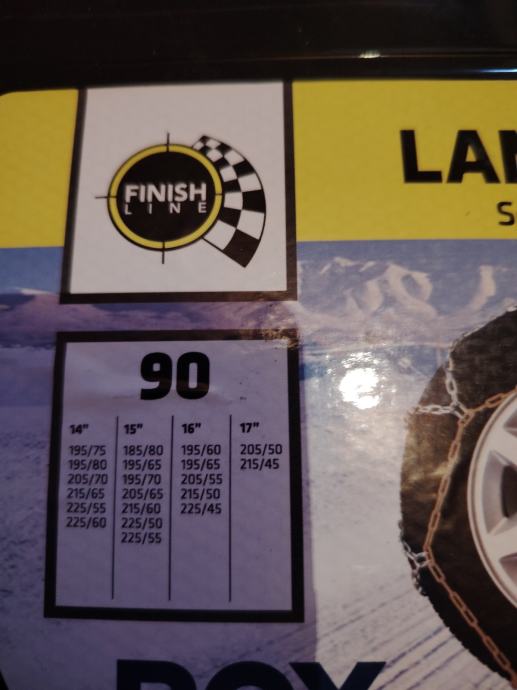 LAN
FINISH
LINE
90
14" 15" 16" 17"
195/75 185/80 195/60 205/50
195/80 195/65 195/65 215/45
205/70 195/70 205/55
215/65 205/65 215/50
225/55 215/60 225/45
225/60 225/50
225/55
BOX